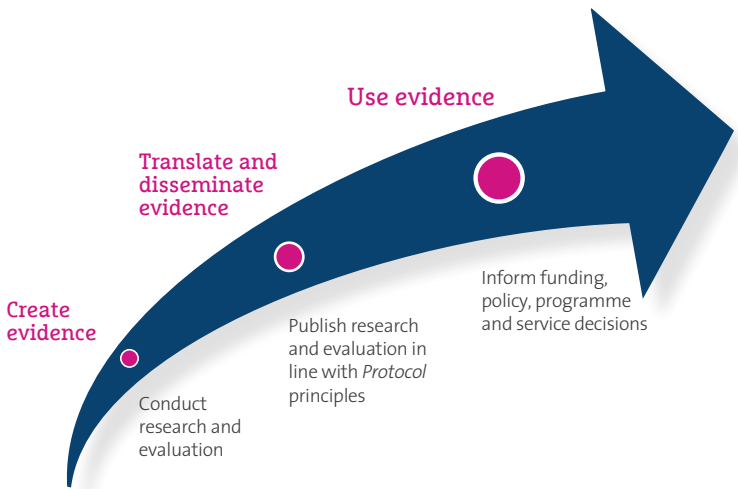 Use evidence
Translate and
disseminate
evidence
Create
evidence
Inform funding,
policy, programme
and service decisions
Publish research
and evaluation in
line with Protocol
principles
Conduct
research and
evaluation